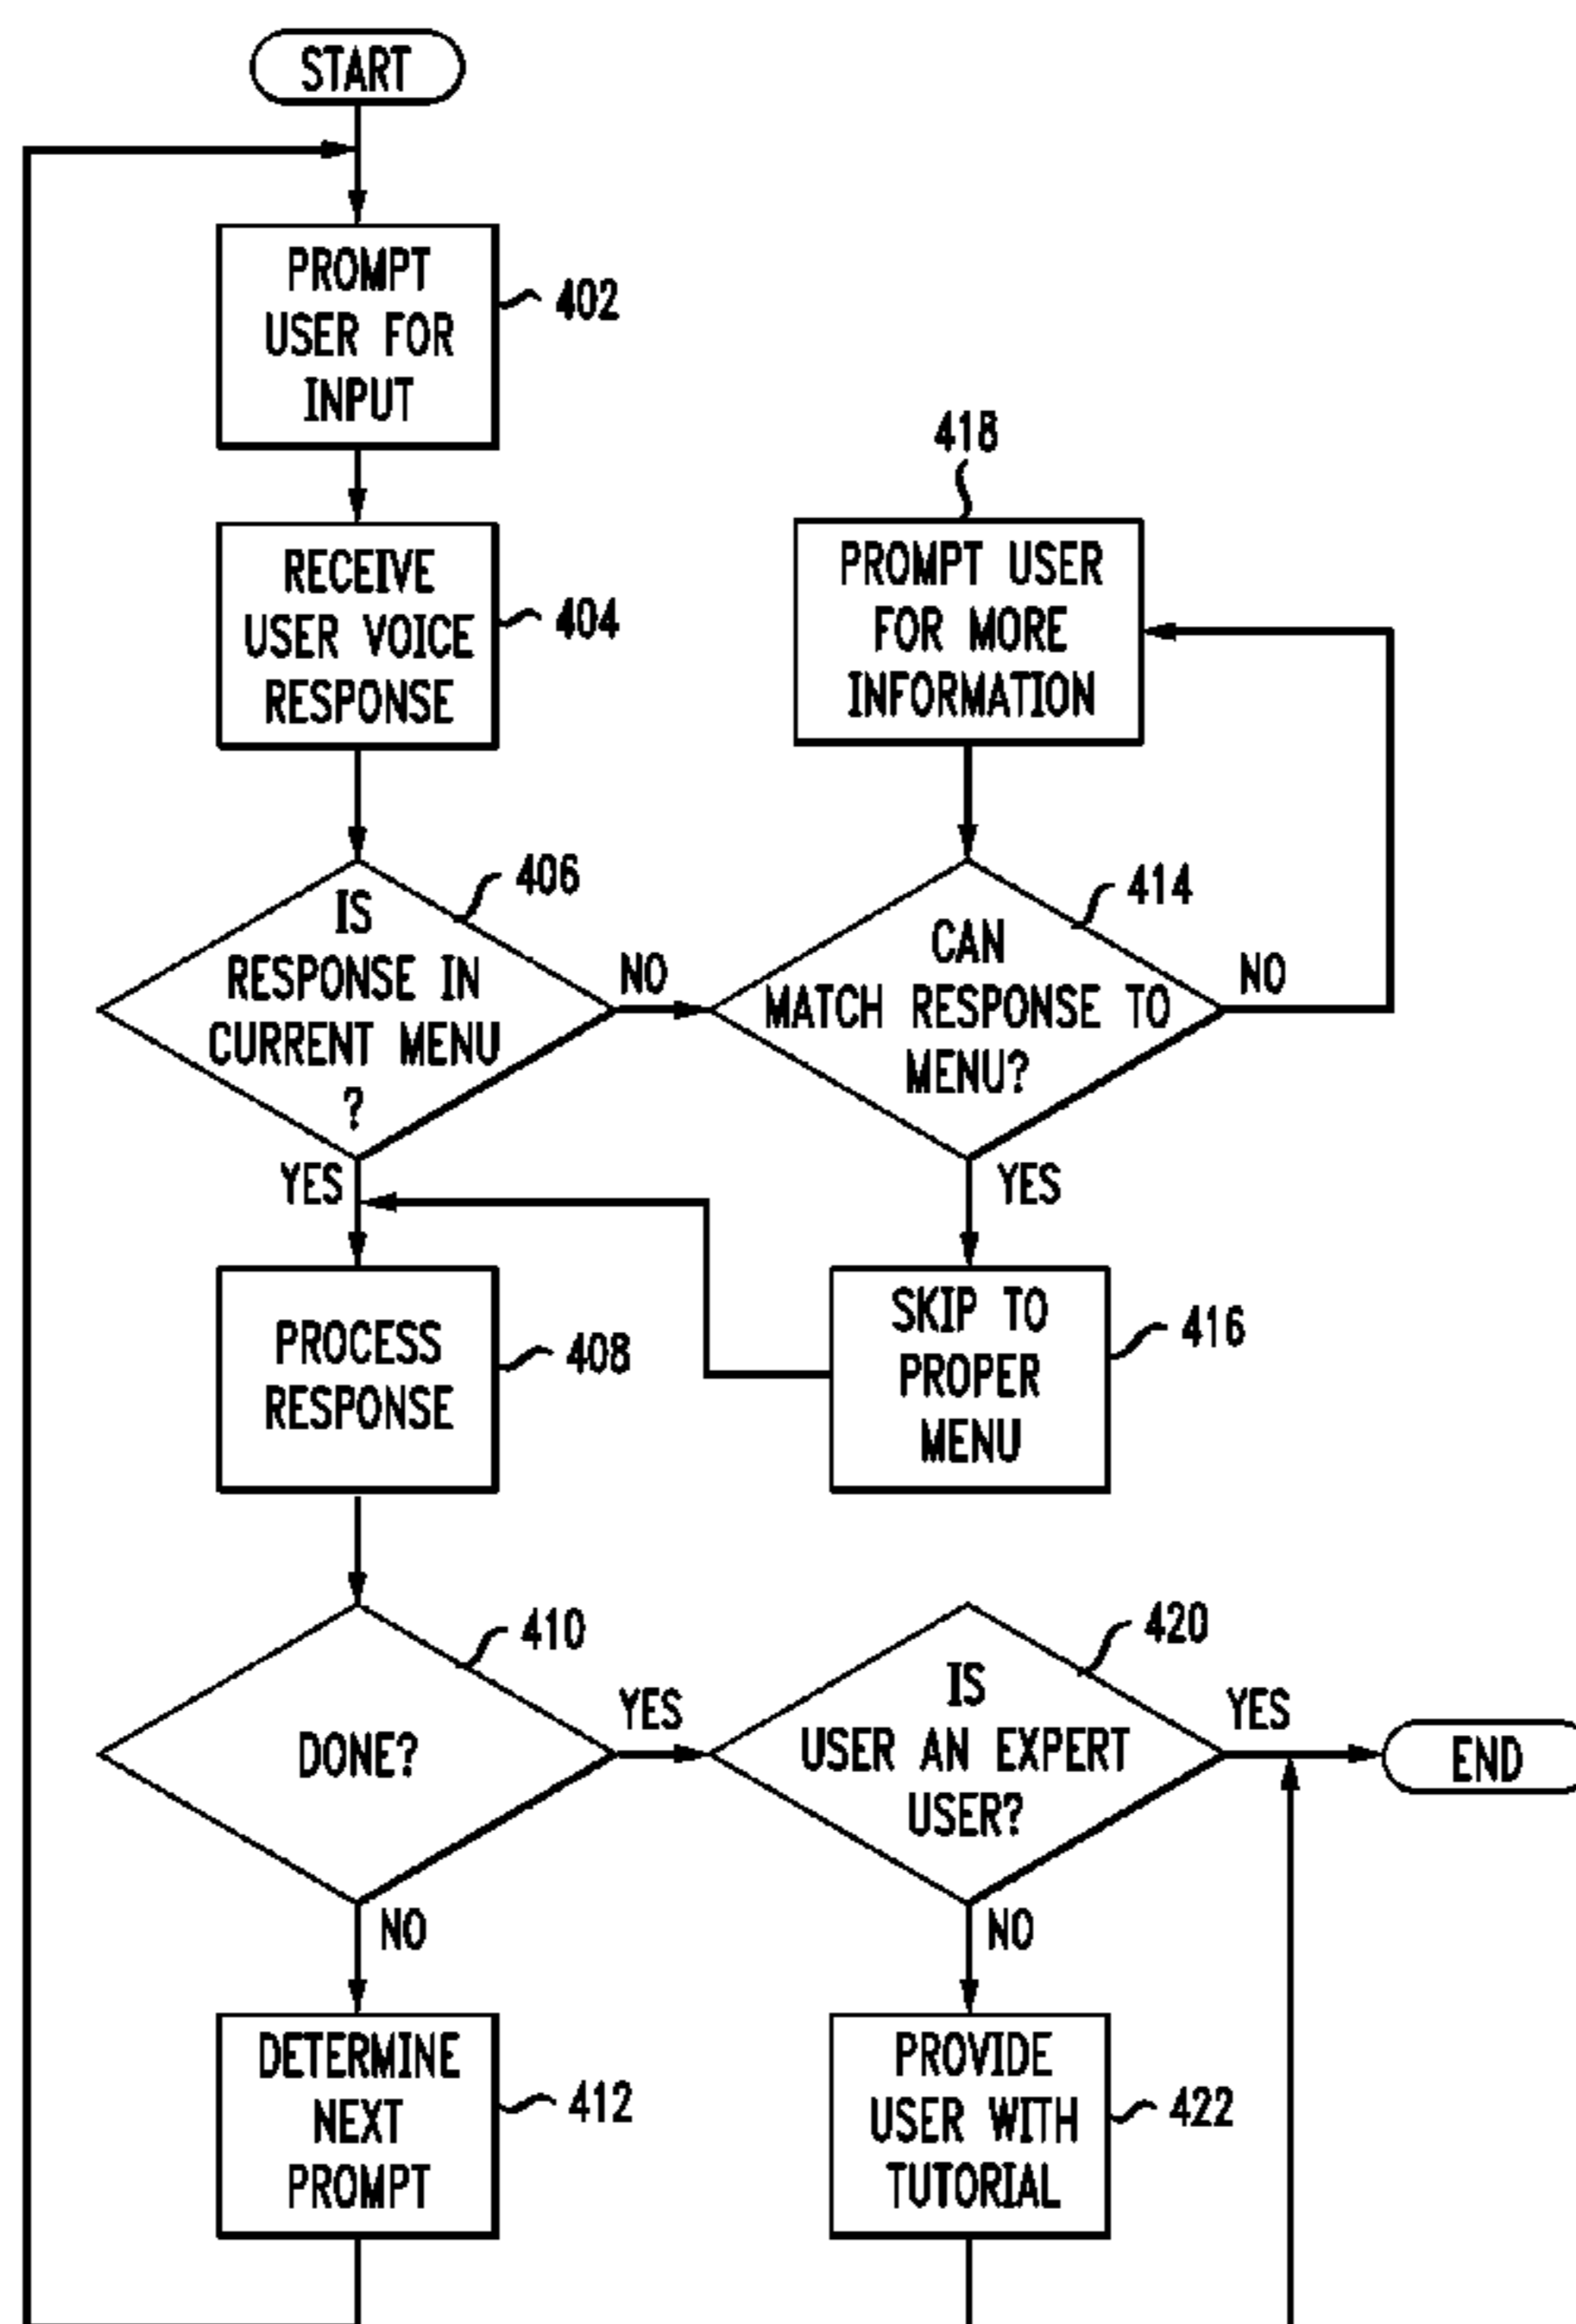 START
PROMPT
USER FOR
INPUT
402
RECEIVE
USER VOICE
RESPONSE
404
418
PROMPT USER
FOR MORE
INFORMATION
406
IS
RESPONSE IN
CURRENT MENU
?
NO
YES
414
CAN
MATCH RESPONSE TO
MENU?
NO
YES
PROCESS
RESPONSE
408
SKIP TO
PROPER
MENU
416
410
DONE?
YES
NO
420
IS
USER AN EXPERT
USER?
YES
NO
END
DETERMINE
NEXT
PROMPT
412
PROVIDE
USER WITH
TUTORIAL
422